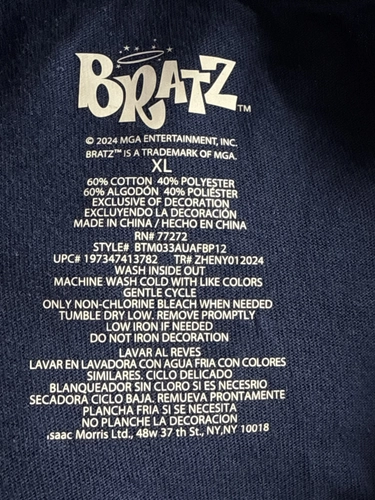 BRATZ™
© 2024 MGA ENTERTAINMENT, INC.
BRATZ™ IS A TRADEMARK OF MGA.
XL
60% COTTON 40% POLYESTER
60% ALGODÓN 40% POLIÉSTER
EXCLUSIVE OF DECORATION
EXCLUYENDO LA DECORACIÓN
MADE IN CHINA / HECHO EN CHINA
RN# 77272
STYLE# BTM033AUAFBP12
UPC# 197347413782 TR# ZHENY012024
WASH INSIDE OUT
MACHINE WASH COLD WITH LIKE COLORS
GENTLE CYCLE
ONLY NON-CHLORINE BLEACH WHEN NEEDED
TUMBLE DRY LOW. REMOVE PROMPTLY
LOW IRON IF NEEDED
DO NOT IRON DECORATION
LAVAR AL REVES
LAVAR EN LAVADORA CON AGUA FRIA CON COLORES
SIMILARES. CICLO DELICADO
BLANQUEADOR SIN CLORO SI ES NECESRIO
SECADORA CICLO BAJA. REMUEVA PRONTAMENTE
PLANCHA FRIA SI SE NECESITA
NO PLANCHE LA DECORACION
Isaac Morris Ltd., 48w 37 th St., NY,NY 10018